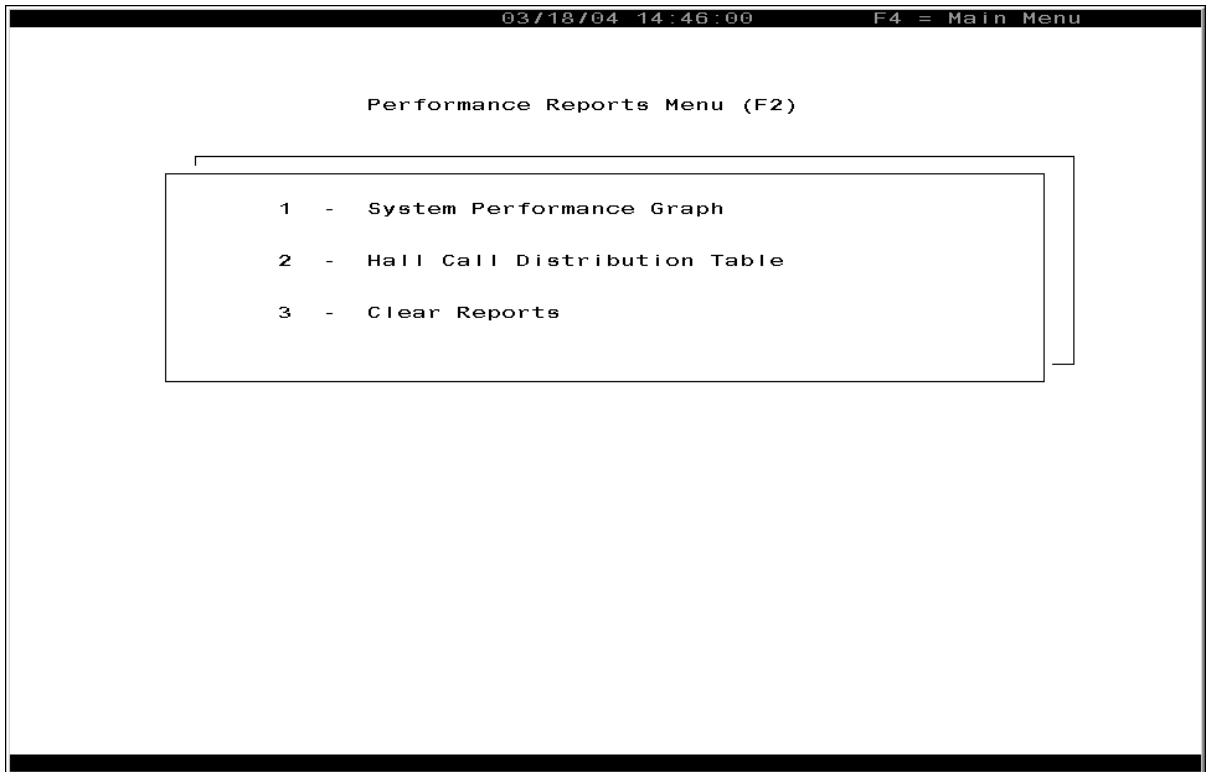 03/18/04 14:46:00 F4 = Main Menu
Performance Reports Menu (F2)
1 - System Performance Graph
2 - Hall Call Distribution Table
3 - Clear Reports